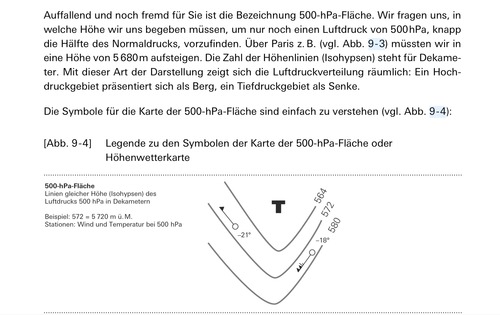 Auffallend und noch fremd für Sie ist die Bezeichnung 500-hPa-Fläche. Wir fragen uns, in
welche Höhe wir uns begeben müssen, um nur noch einen Luftdruck von 500hPa, knapp
die Hälfte des Normaldrucks, vorzufinden. Über Paris z. B. (vgl. Abb. 9-3) müssten wir in
eine Höhe von 5 680 m aufsteigen. Die Zahl der Höhenlinien (Isohypsen) steht für Dekame-
ter. Mit dieser Art der Darstellung zeigt sich die Luftdruckverteilung räumlich: Ein Hoch-
druckgebiet präsentiert sich als Berg, ein Tiefdruckgebiet als Senke.
Die Symbole für die Karte der 500-hPa-Fläche sind einfach zu verstehen (vgl. Abb. 9-4):
[Abb. 9-4] Legende zu den Symbolen der Karte der 500-hPa-Fläche oder
Höhenwetterkarte
500-hPa-Fläche
Linien gleicher Höhe (Isohypsen) des
Luftdrucks 500 hPa in Dekametern
Beispiel: 572 = 5 720 m ü. M.
Stationen: Wind und Temperatur bei 500 hPa
T
564
572
580
–21°
–18°